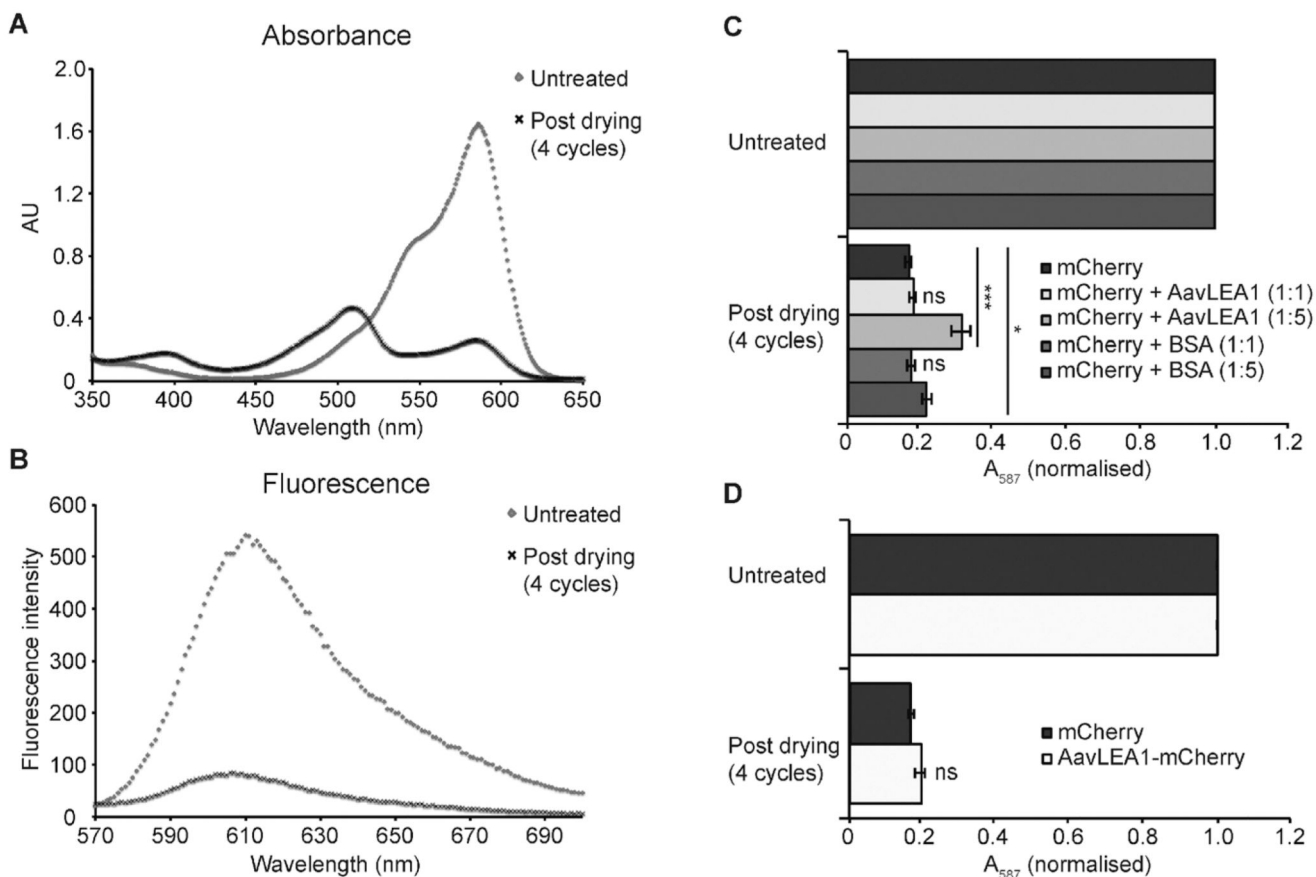 A
Absorbance
AU
2.0
1.6
1.2
0.8
0.4
0
350
400
450
500
550
600
650
Wavelength (nm)
Untreated
Post drying
(4 cycles)
B
Fluorescence
Fluorescence intensity
600
500
400
300
200
100
0
570
590
610
630
650
670
690
Wavelength (nm)
Untreated
Post drying
(4 cycles)
C
Untreated
Post drying
(4 cycles)
ns
ns
***
*
mCherry
mCherry + AavLEA1 (1:1)
mCherry + AavLEA1 (1:5)
mCherry + BSA (1:1)
mCherry + BSA (1:5)
0
0.2
0.4
0.6
0.8
1.0
1.2
A587 (normalised)
D
Untreated
Post drying
(4 cycles)
ns
mCherry
AavLEA1-mCherry
0
0.2
0.4
0.6
0.8
1.0
1.2
A587 (normalised)